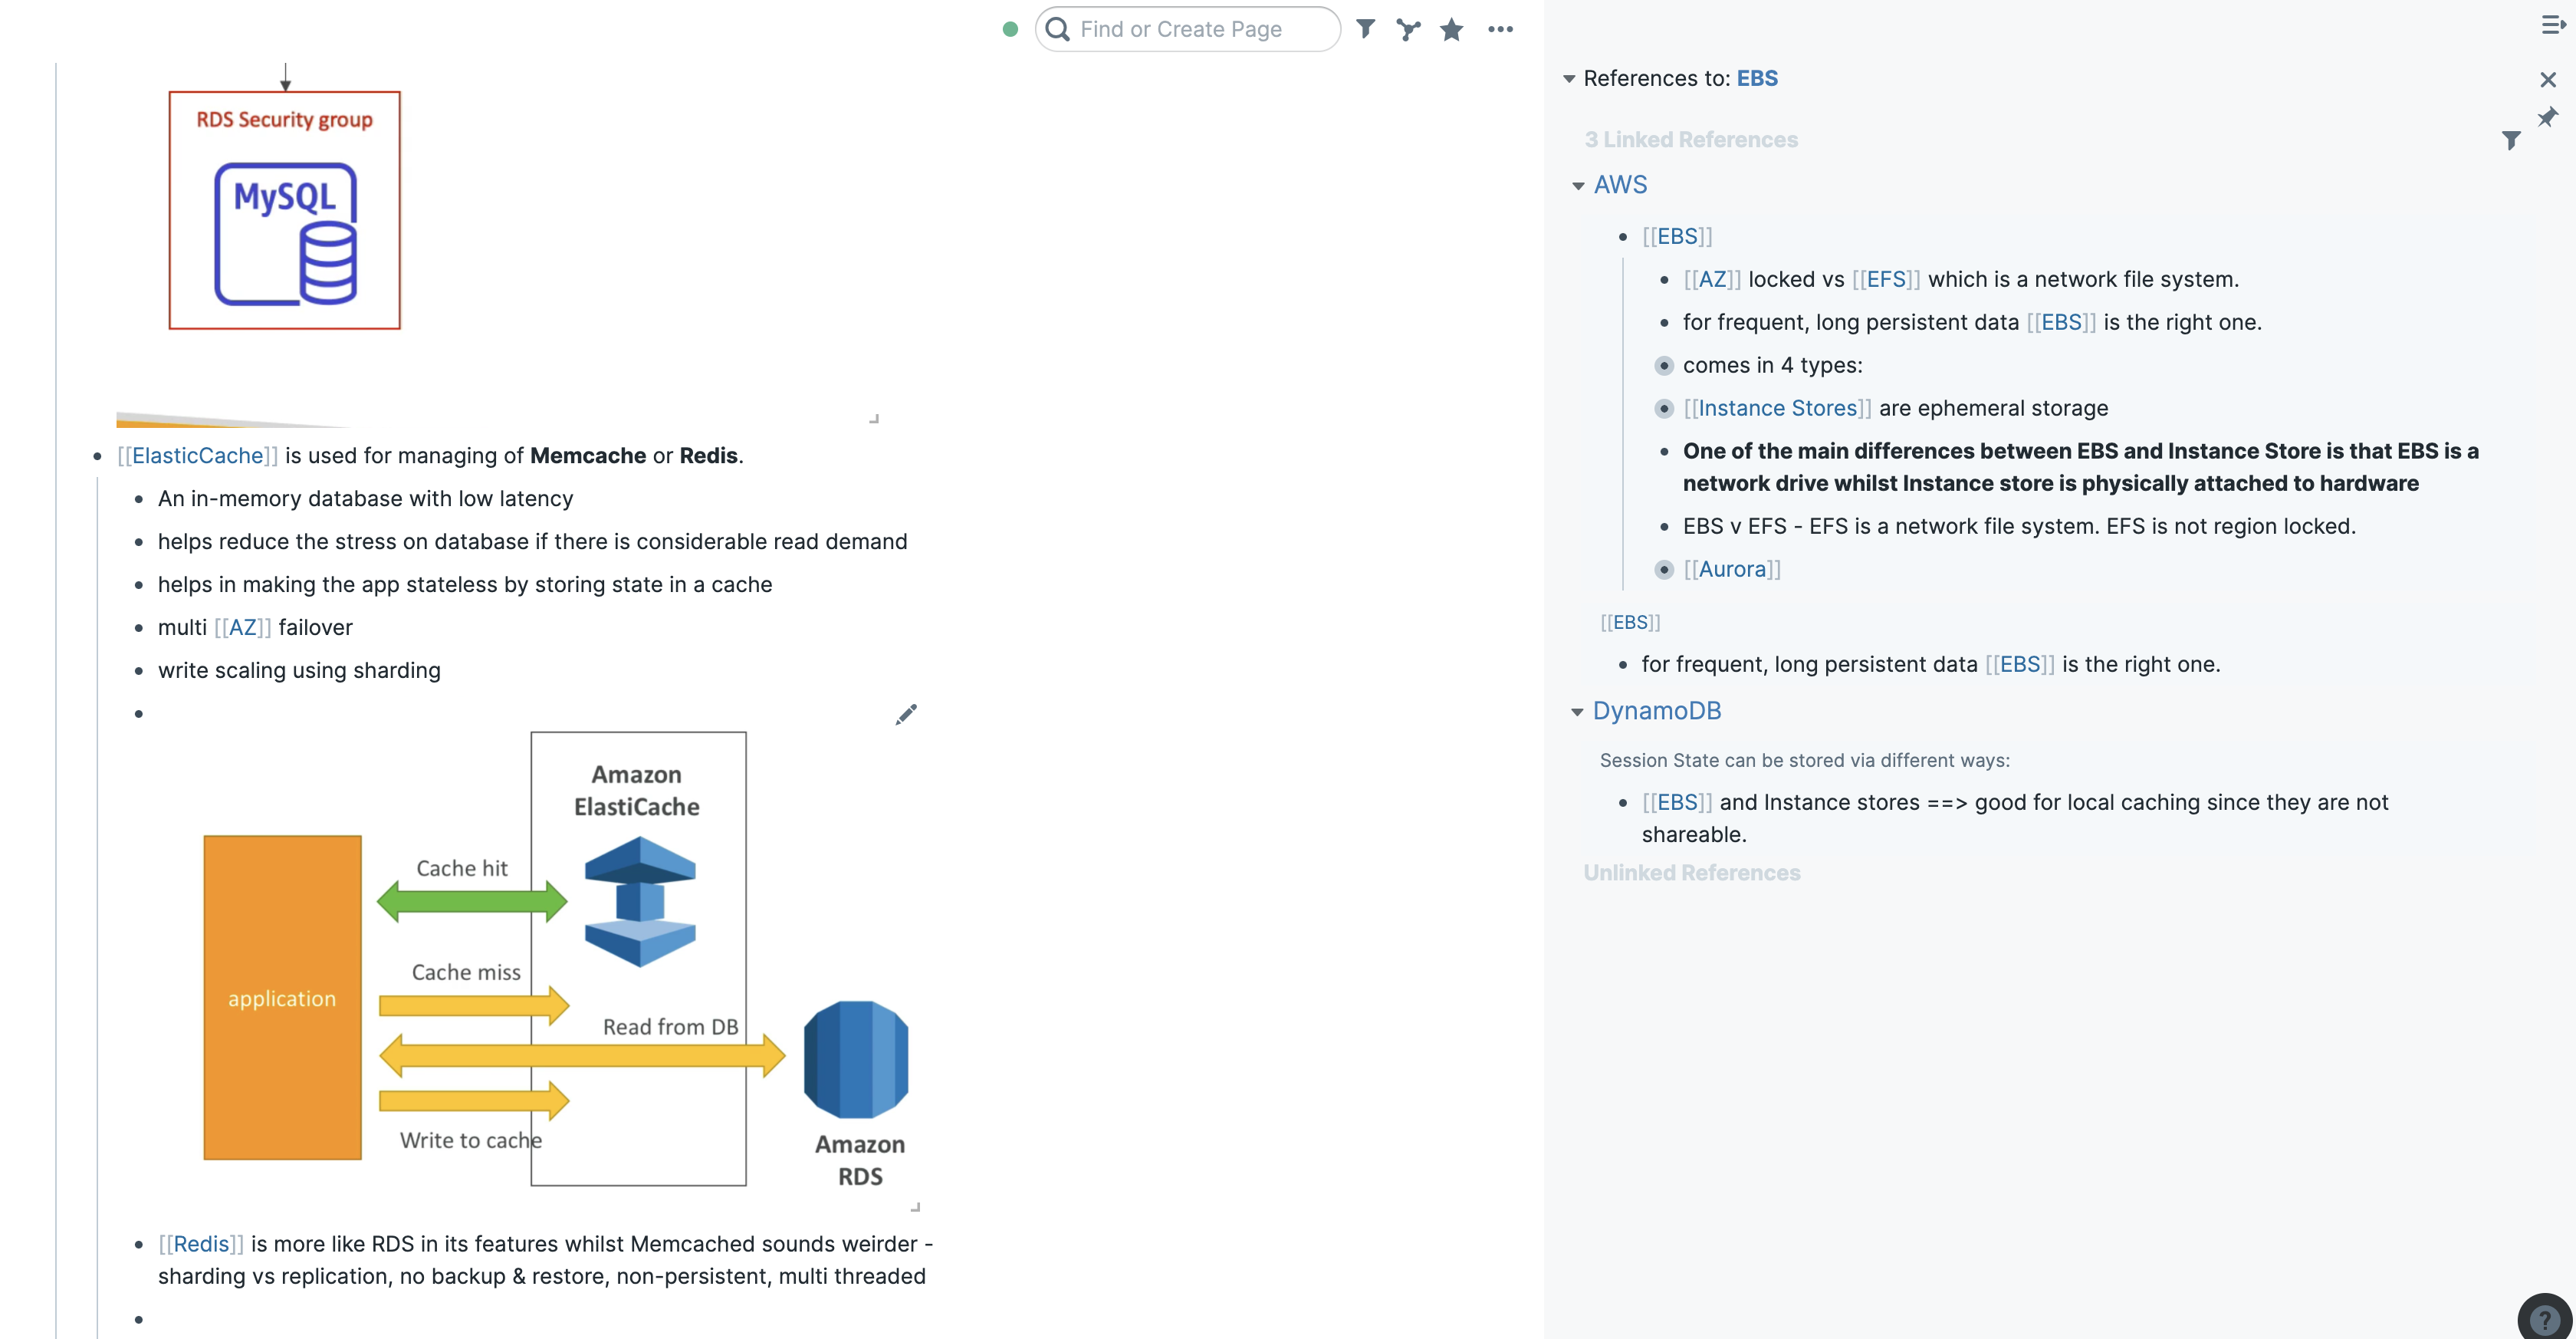 Find or Create Page
RDS Security group
MySQL
[[ElasticCache]] is used for managing of Memcache or Redis.
An in-memory database with low latency
helps reduce the stress on database if there is considerable read demand
helps in making the app stateless by storing state in a cache
multi [[AZ]] failover
write scaling using sharding
Amazon
ElastiCache
Cache hit
Cache miss
application
Read from DB
Write to cache
Amazon
RDS
[[Redis]] is more like RDS in its features whilst Memcached sounds weirder -
sharding vs replication, no backup & restore, non-persistent, multi threaded
References to: EBS
3 Linked References
AWS
[[EBS]]
[[AZ]] locked vs [[EFS]] which is a network file system.
for frequent, long persistent data [[EBS]] is the right one.
comes in 4 types:
[[Instance Stores]] are ephemeral storage
One of the main differences between EBS and Instance Store is that EBS is a
network drive whilst Instance store is physically attached to hardware
EBS v EFS - EFS is a network file system. EFS is not region locked.
[[Aurora]]
[[EBS]]
for frequent, long persistent data [[EBS]] is the right one.
DynamoDB
Session State can be stored via different ways:
[[EBS]] and Instance stores ==> good for local caching since they are not
shareable.
Unlinked References
?